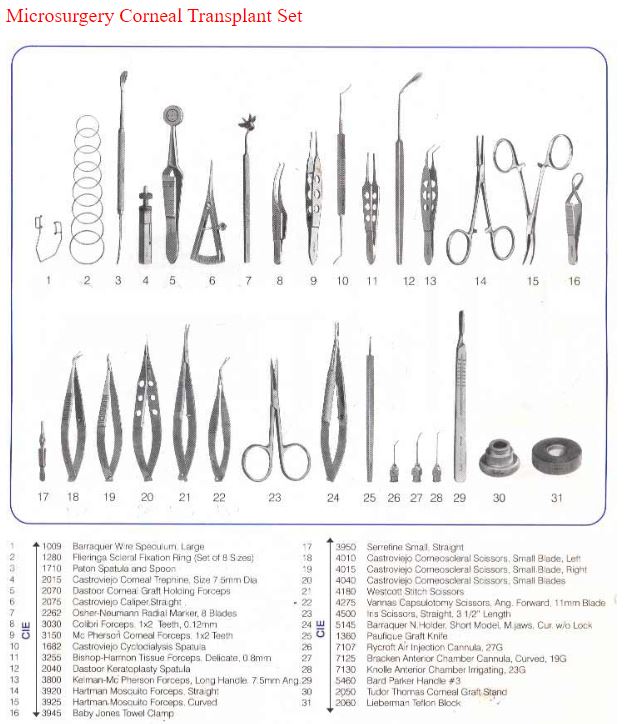 Microsurgery Corneal Transplant Set
1 2 3 4 5 6 7 8 9 10 11 12 13 14 15 16
17 18 19 20 21 22 23 24 25 26 27 28 29 30 31
CIE
1 1009 Barraquer Wire Speculum, Large
2 1280 Flieringa Scleral Fixation Ring (Set of 8 Sizes)
3 1710 Paton Spatula and Spoon
4 2015 Castroviejo Corneal Trephine, Size 7.5mm Dia
5 2070 Dastoor Corneal Graft Holding Forceps
6 2075 Castroviejo Caliper,Straight
7 2262 Osher-Neumann Radial Marker, 8 Blades
8 3030 Colibri Forceps, 1x2 Teeth, 0.12mm
9 3150 Mc Pherson Corneal Forceps, 1x2 Teeth
10 1682 Castroviejo Cyclodialysis Spatula
11 3255 Bishop-Harmon Tissue Forceps, Delicate, 0.8mm
12 2040 Dastoor Keratoplasty Spatula
13 3800 Kelman-Mc Pherson Forceps, Long Handle, 7.5mm Ang.
14 3920 Hartman Mosquito Forceps, Straight
15 3925 Hartman Mosquito Forceps, Curved
16 3945 Baby Jones Towel Clamp
CIE
17 3950 Serrefine Small, Straight
18 4010 Castroviejo Corneoscleral Scissors, Small Blade, Left
19 4015 Castroviejo Corneoscleral Scissors, Small Blade, Right
20 4040 Castroviejo Corneoscleral Scissors, Small Blades
21 4180 Westcott Stitch Scissors
22 4275 Vannas Capsulotomy Scissors, Ang. Forward, 11mm Blade
23 4500 Iris Scissors, Straight, 3 1/2" Length
24 5145 Barraquer N.Holder, Short Model, M.jaws, Cur. w/o Lock
25 1360 Paufique Graft Knife
26 7107 Rycroft Air Injection Cannula, 27G
27 7125 Bracken Anterior Chamber Cannula, Curved, 19G
28 7130 Knolle Anterior Chamber Irrigating, 23G
29 5460 Bard Parker Handle #3
30 2050 Tudor Thomas Corneal Graft Stand
31 2060 Lieberman Teflon Block